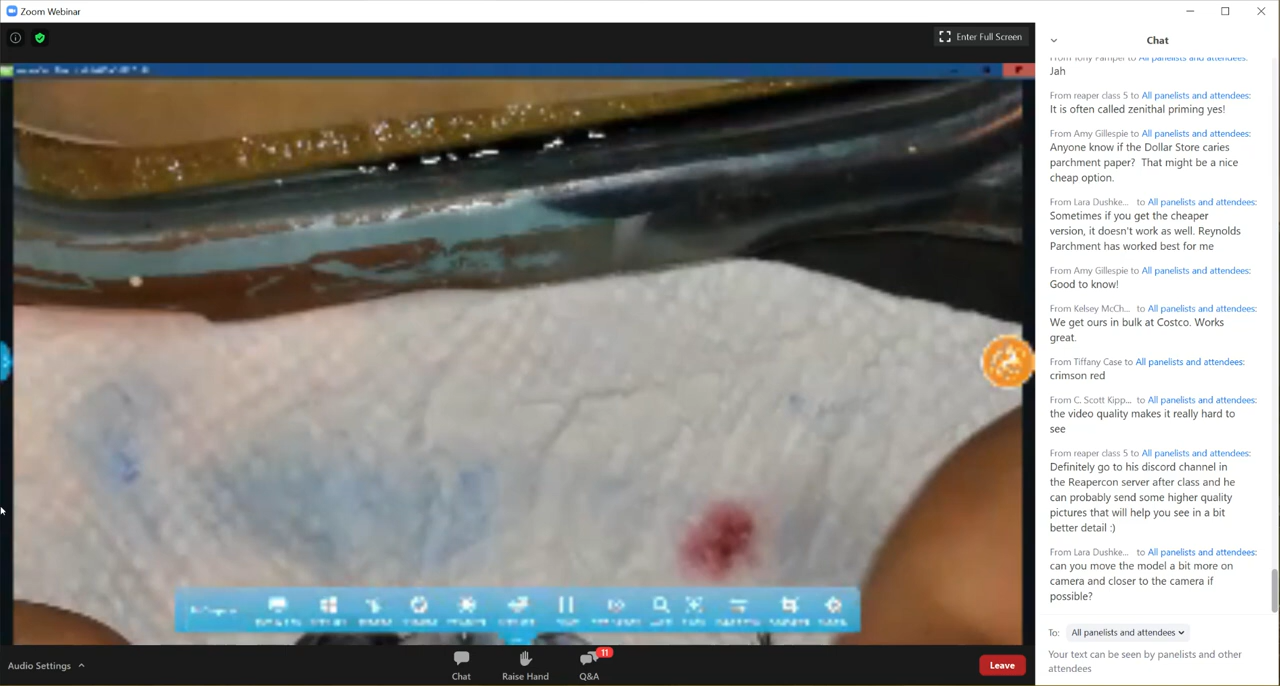 Zoom Webinar
Enter Full Screen
Chat
From Tony Pamper to All panelists and attendees:
Jah
From reaper class 5 to All panelists and attendees:
It is often called zenithal priming yes!
From Amy Gillespie to All panelists and attendees:
Anyone know if the Dollar Store caries
parchment paper? That might be a nice
cheap option.
From Lara Dushke... to All panelists and attendees:
Sometimes if you get the cheaper
version, it doesn't work as well. Reynolds
Parchment has worked best for me
From Amy Gillespie to All panelists and attendees:
Good to know!
From Kelsey McCh... to All panelists and attendees:
We get ours in bulk at Costco. Works
great.
From Tiffany Case to All panelists and attendees:
crimson red
From C. Scott Kipp... to All panelists and attendees:
the video quality makes it really hard to
see
From reaper class 5 to All panelists and attendees:
Definitely go to his discord channel in
the Reapercon server after class and he
can probably send some higher quality
pictures that will help you see in a bit
better detail :)
From Lara Dushke... to All panelists and attendees:
can you move the model a bit more on
camera and closer to the camera if
possible?
To: All panelists and attendees
Your text can be seen by panelists and other
attendees
Audio Settings
Chat
Raise Hand
11
Q&A
Leave